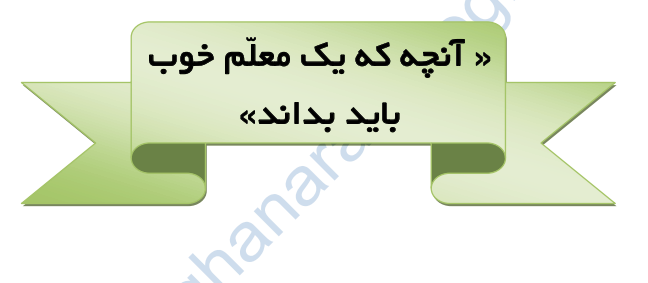 « آنچه که یک معلّم خوب
باید بداند»